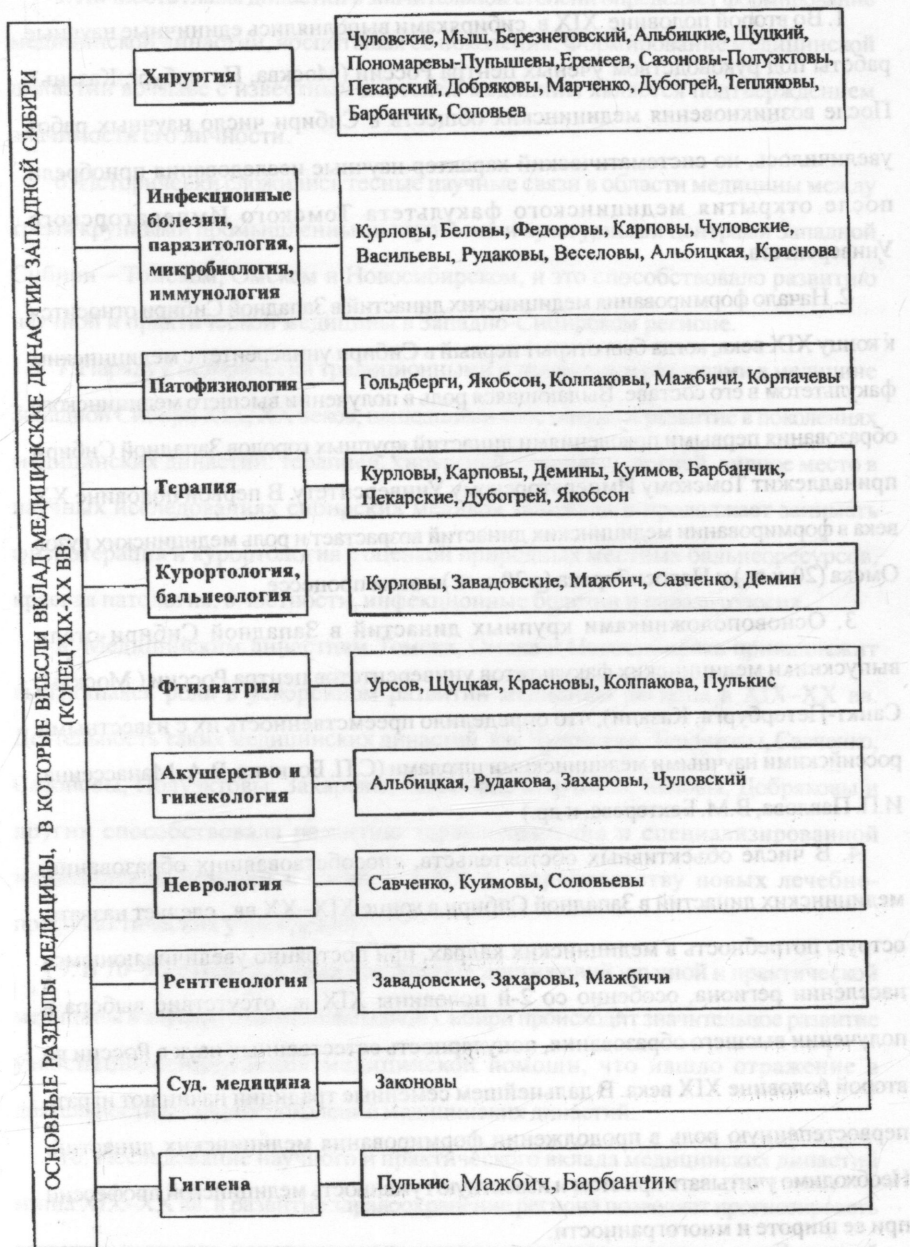 ОСНОВНЫЕ РАЗДЕЛЫ МЕДИЦИНЫ, В КОТОРЫЕ ВНЕСЛИ ВКЛАД МЕДИЦИНСКИЕ ДИНАСТИИ ЗАПАДНОЙ СИБИРИ
(КОНЕЦ XIX-XX ВВ.)
Хирургия
Чуловские, Мыш, Березнеговский, Альбицкие, Щуцкий,
Пономаревы-Пупышевы,Еремеев, Сазоновы-Полуэктовы,
Пекарский, Добряковы, Марченко, Дубогрей, Тепляковы,
Барбанчик, Соловьев
Инфекционные
болезни,
паразитология,
микробиология,
иммунология
Курловы, Беловы, Федоровы, Карповы, Чуловские,
Васильевы, Рудаковы, Веселовы, Альбицкая, Краснова
Патофизиология
Гольдберги, Якобсон, Колпаковы, Мажбичи, Корнаковы
Терапия
Курлов, Карповы, Демины, Куимов, Барбанчик,
Пекарские, Дубогрей, Якобсон
Курортология
бальнеология
Курловы, Завадовские, Мажбич, Савченко, Демин
Фтизиатрия
Курсов, Щуцкая, Красновы, Колпакова, Пулькис
Акушерство и
гинекология
Альбицкая, Рудакова, Захаровы, Чуловский
Неврология
Савченко, Куимовы, Соловьевы
Рентгенология
Завадовские, Захаровы, Мажбичи
Суд. медицина
Законовы
Гигиена
Пулькис Мажбич, Барбанчик